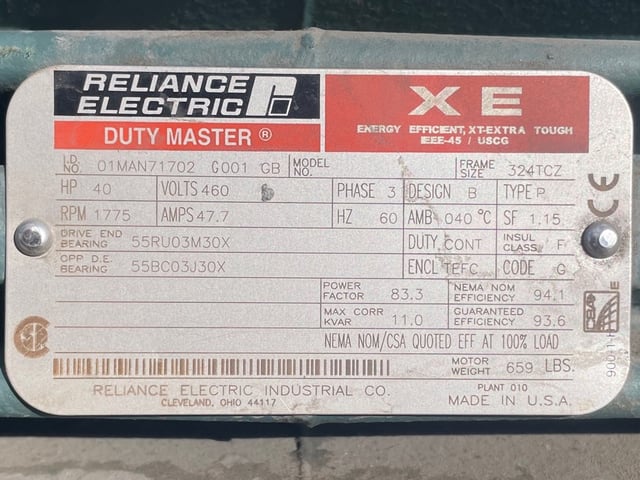 RELIANCE
ELECTRIC
DUTY MASTER ®
XE
ENERGY EFFICIENT, XT-EXTRA TOUGH
IEEE-45 / USCG
I.D. NO. 01MAN71702 G001 GB MODEL NO. FRAME SIZE 324TCZ
HP 40 VOLTS 460 PHASE 3 DESIGN B TYPE P
RPM 1775 AMPS 47.7 HZ 60 AMB 040 °C SF 1.15
DRIVE END BEARING 55RU03M30X DUTY CONT INSUL CLASS. F
OPP D.E. BEARING 55BC03J30X ENCL TEFC CODE G
POWER FACTOR 83.3 NEMA NOM EFFICIENCY 94.1
MAX CORR KVAR 11.0 GUARANTEED EFFICIENCY 93.6
NEMA NOM/CSA QUOTED EFF AT 100% LOAD
MOTOR WEIGHT 659 LBS.
RELIANCE ELECTRIC INDUSTRIAL CO.
CLEVELAND, OHIO 44117
PLANT 010
MADE IN U.S.A.
CE
E